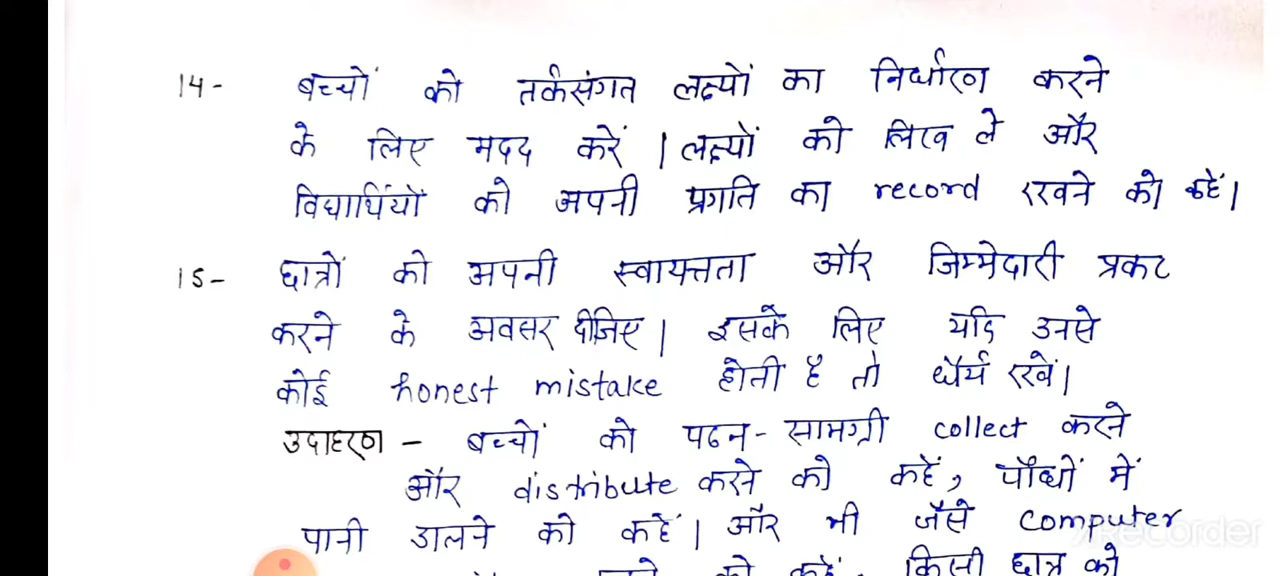 14- बच्चों को तर्कसंगत लक्ष्यों का निर्धारण करने
के लिए मदद करें | लक्ष्यों को लिख ले और
विद्यार्थियों को अपनी प्रगति का record रखने को कहें।
15- छात्रों को अपनी स्वायत्तता और जिम्मेदारी प्रकट
करने के अवसर दीजिए | इसके लिए यदि उनसे
कोई honest mistake होती है तो धैर्य रखें।
उदाहरण - बच्चों को पठन-सामग्री collect करने
और distribute करने को कहें, पौधों में
पानी डालने को कहें | और भी जैसे computer
को कहें, किसी छात्र को
XRecorder